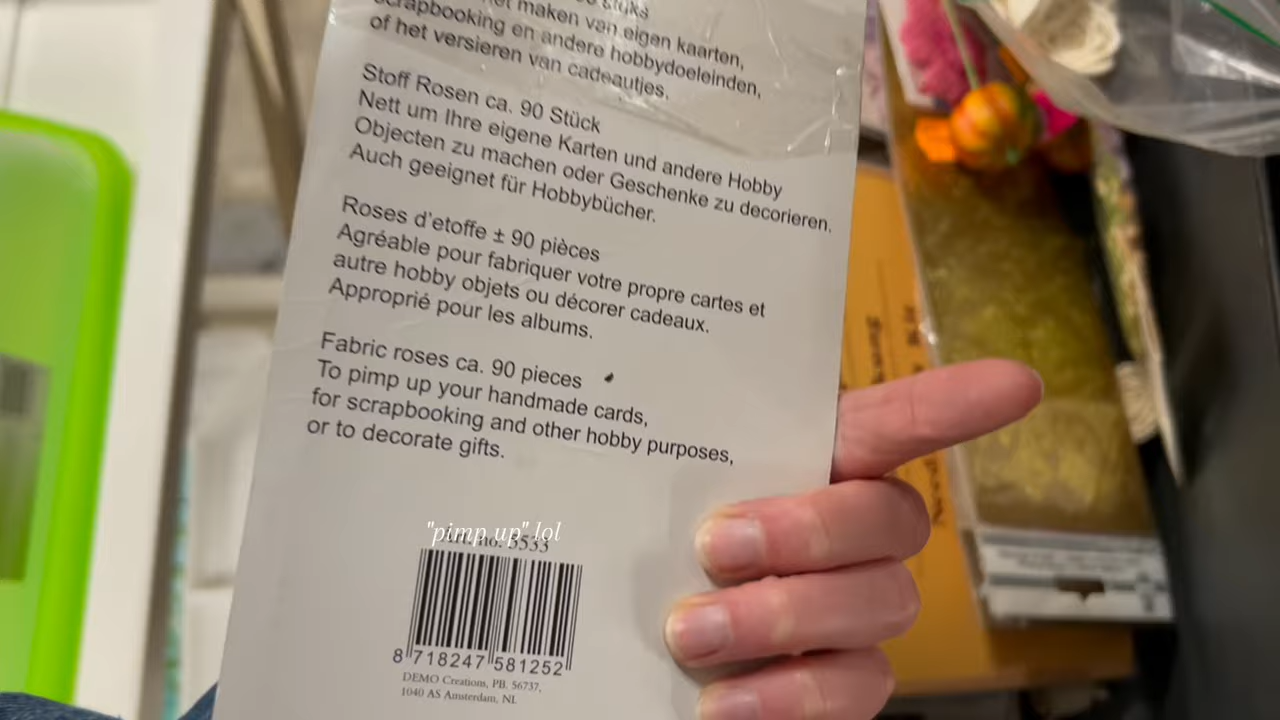 stuks
maken van eigen kaarten,
scrapbooking en andere hobbydoeleinden,
of het versieren van cadeautjes.
Stoff Rosen ca. 90 Stück
Nett um Ihre eigene Karten und andere Hobby
Objecten zu machen oder Geschenke zu decorieren.
Auch geeignet für Hobbybücher.
Roses d'etoffe ± 90 pièces
Agréable pour fabriquer votre propre cartes et
autre hobby objets ou décorer cadeaux.
Approprié pour les albums.
Fabric roses ca. 90 pieces
To pimp up your handmade cards,
for scrapbooking and other hobby purposes,
or to decorate gifts.
"pimp up" lol
no. 3533
8 718247 581252
DEMO Creations, PB. 56737,
1040 AS Amsterdam, NL